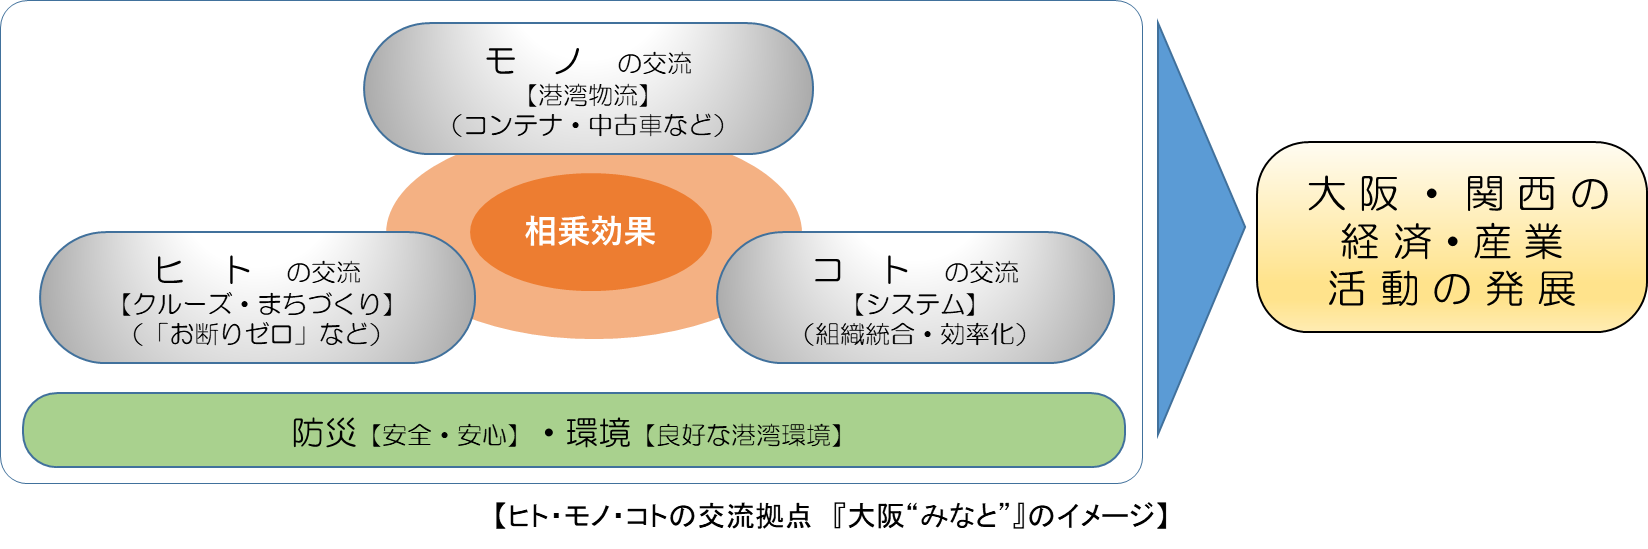 モノ の交流
【港湾物流】
（コンテナ・中古車など）
相乗効果
ヒト の交流
【クルーズ・まちづくり】
（「お断りゼロ」など）
コト の交流
【システム】
（組織統合・効率化）
防災【安全・安心】・環境【良好な港湾環境】
大阪・関西の
経済・産業
活動の発展
【ヒト・モノ・コトの交流拠点 『大阪“みなと”』のイメージ】